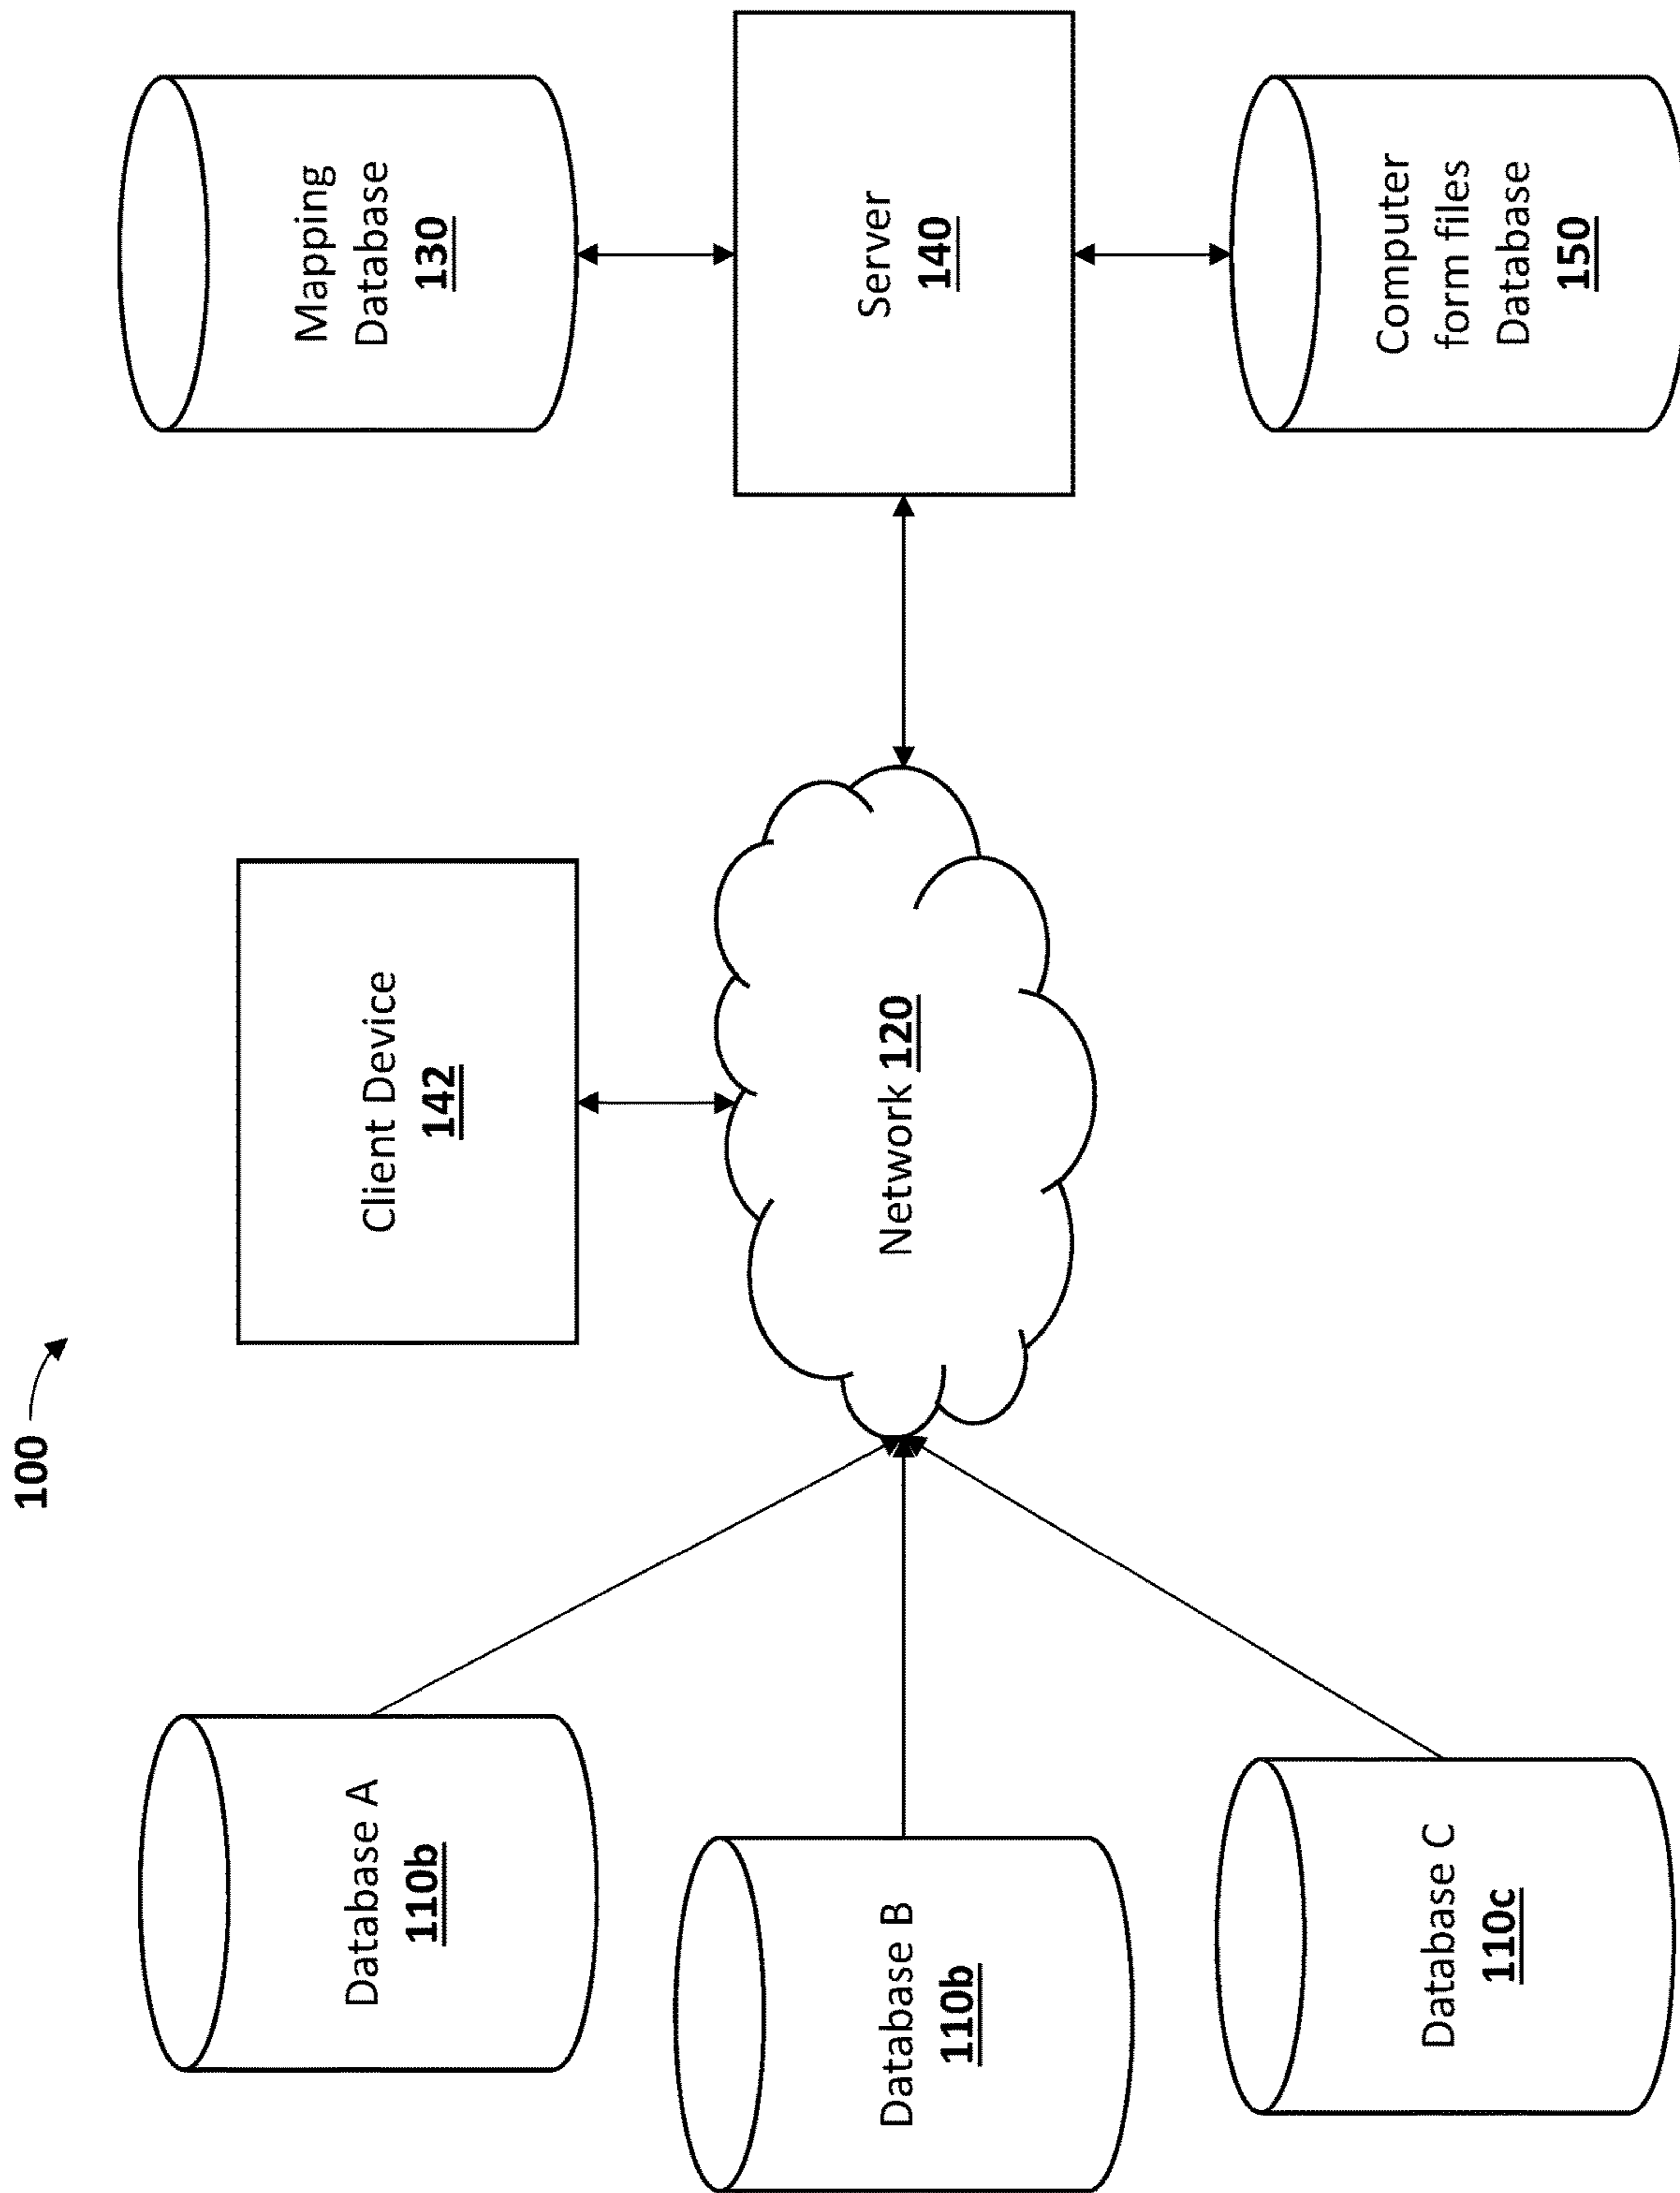 100
Database A
110b
Database B
110b
Database C
110c
Client Device
142
Network 120
Mapping
Database
130
Server
140
Computer
form files
Database
150